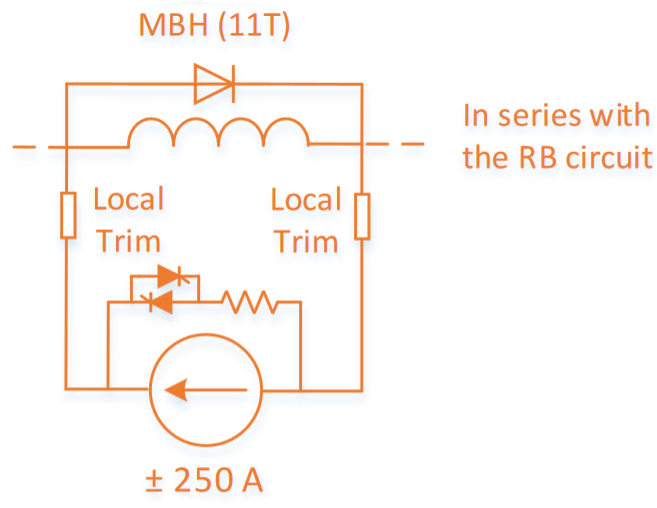 MBH (11T)
In series with
the RB circuit
Local
Trim
Local
Trim
± 250 A